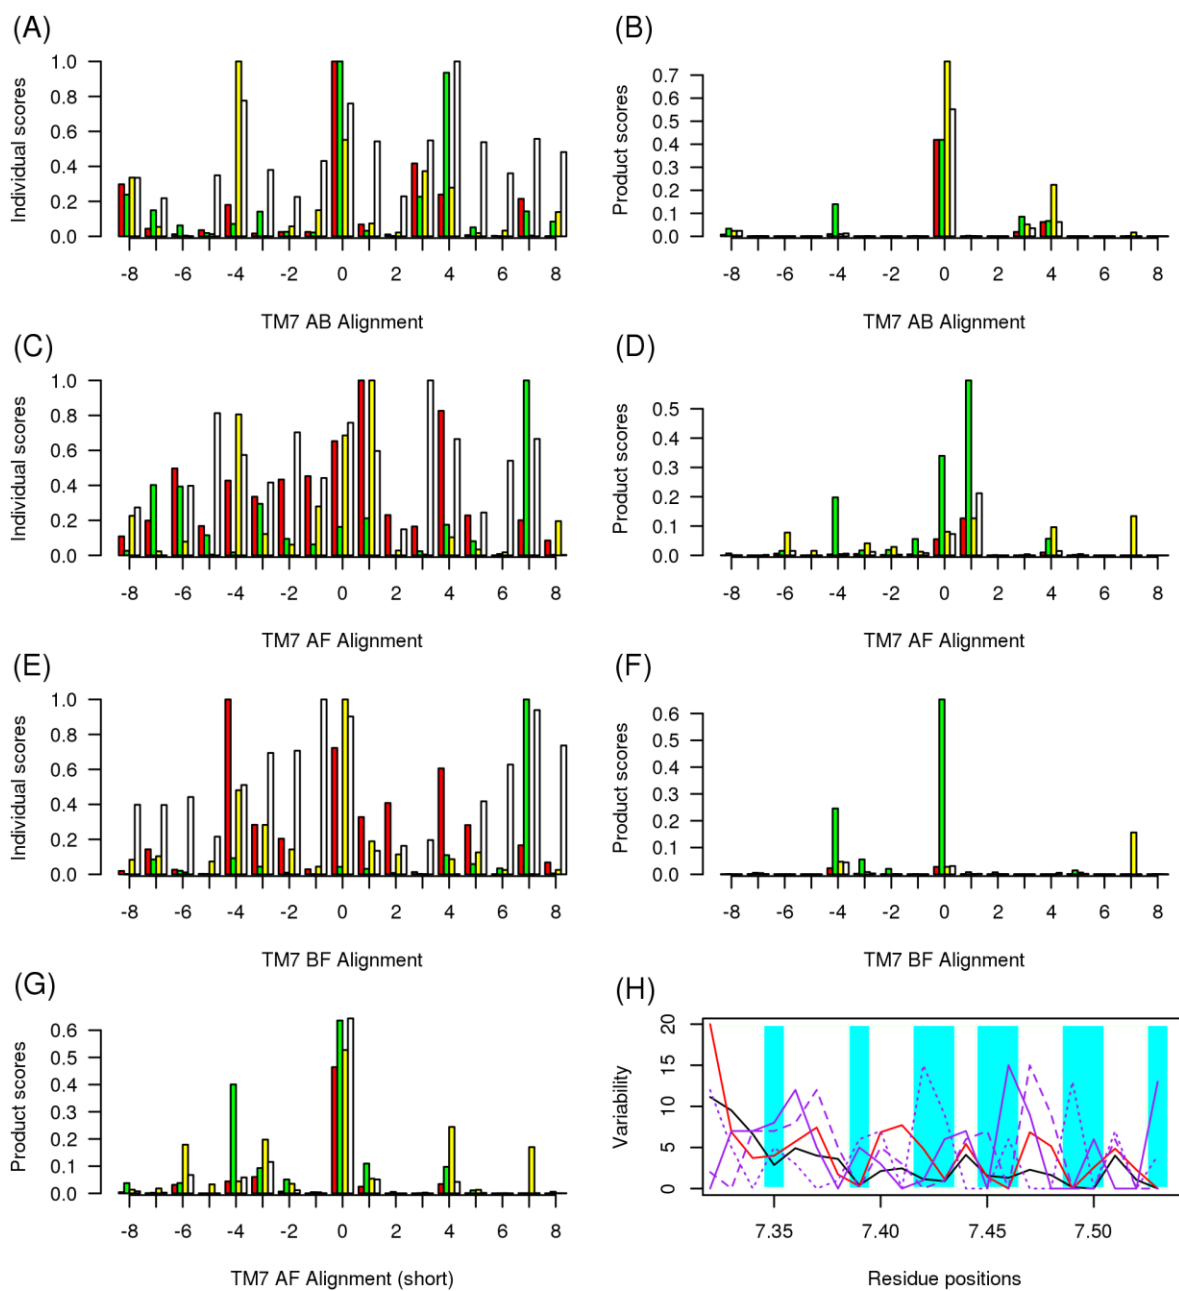 (A)
Individual scores
1.0
0.8
0.6
0.4
0.2
0.0
-8 -6 -4 -2 0 2 4 6 8
TM7 AB Alignment
(B)
Product scores
0.7
0.6
0.5
0.4
0.3
0.2
0.1
0.0
-8 -6 -4 -2 0 2 4 6 8
TM7 AB Alignment
(C)
Individual scores
1.0
0.8
0.6
0.4
0.2
0.0
-8 -6 -4 -2 0 2 4 6 8
TM7 AF Alignment
(D)
Product scores
0.5
0.4
0.3
0.2
0.1
0.0
-8 -6 -4 -2 0 2 4 6 8
TM7 AF Alignment
(E)
Individual scores
1.0
0.8
0.6
0.4
0.2
0.0
-8 -6 -4 -2 0 2 4 6 8
TM7 BF Alignment
(F)
Product scores
0.6
0.5
0.4
0.3
0.2
0.1
0.0
-8 -6 -4 -2 0 2 4 6 8
TM7 BF Alignment
(G)
Product scores
0.6
0.5
0.4
0.3
0.2
0.1
0.0
-8 -6 -4 -2 0 2 4 6 8
TM7 AF Alignment (short)
(H)
Variability
20
15
10
5
0
7.35 7.40 7.45 7.50
Residue positions